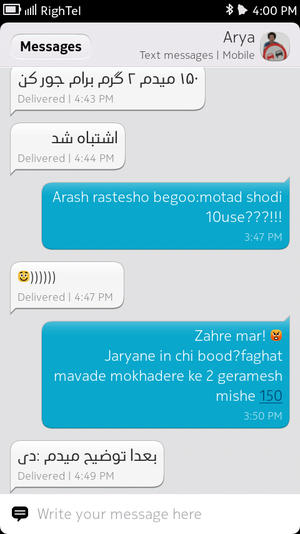 RighTel
4:00 PM
Messages
Arya
Text messages | Mobile
۱۵۰ میدم ۲ گرم برام جور کن
Delivered | 4:43 PM
اشتباه شد
Delivered | 4:44 PM
Arash rastesho begoo:motad shodi
10use???!!!
3:47 PM
))))))
Delivered | 4:47 PM
Zahre mar!
Jaryane in chi bood?faghat
mavade mokhadere ke 2 geramesh
mishe 150
3:50 PM
بعدا توضیح میدم :دی
Delivered | 4:49 PM
Write your message here